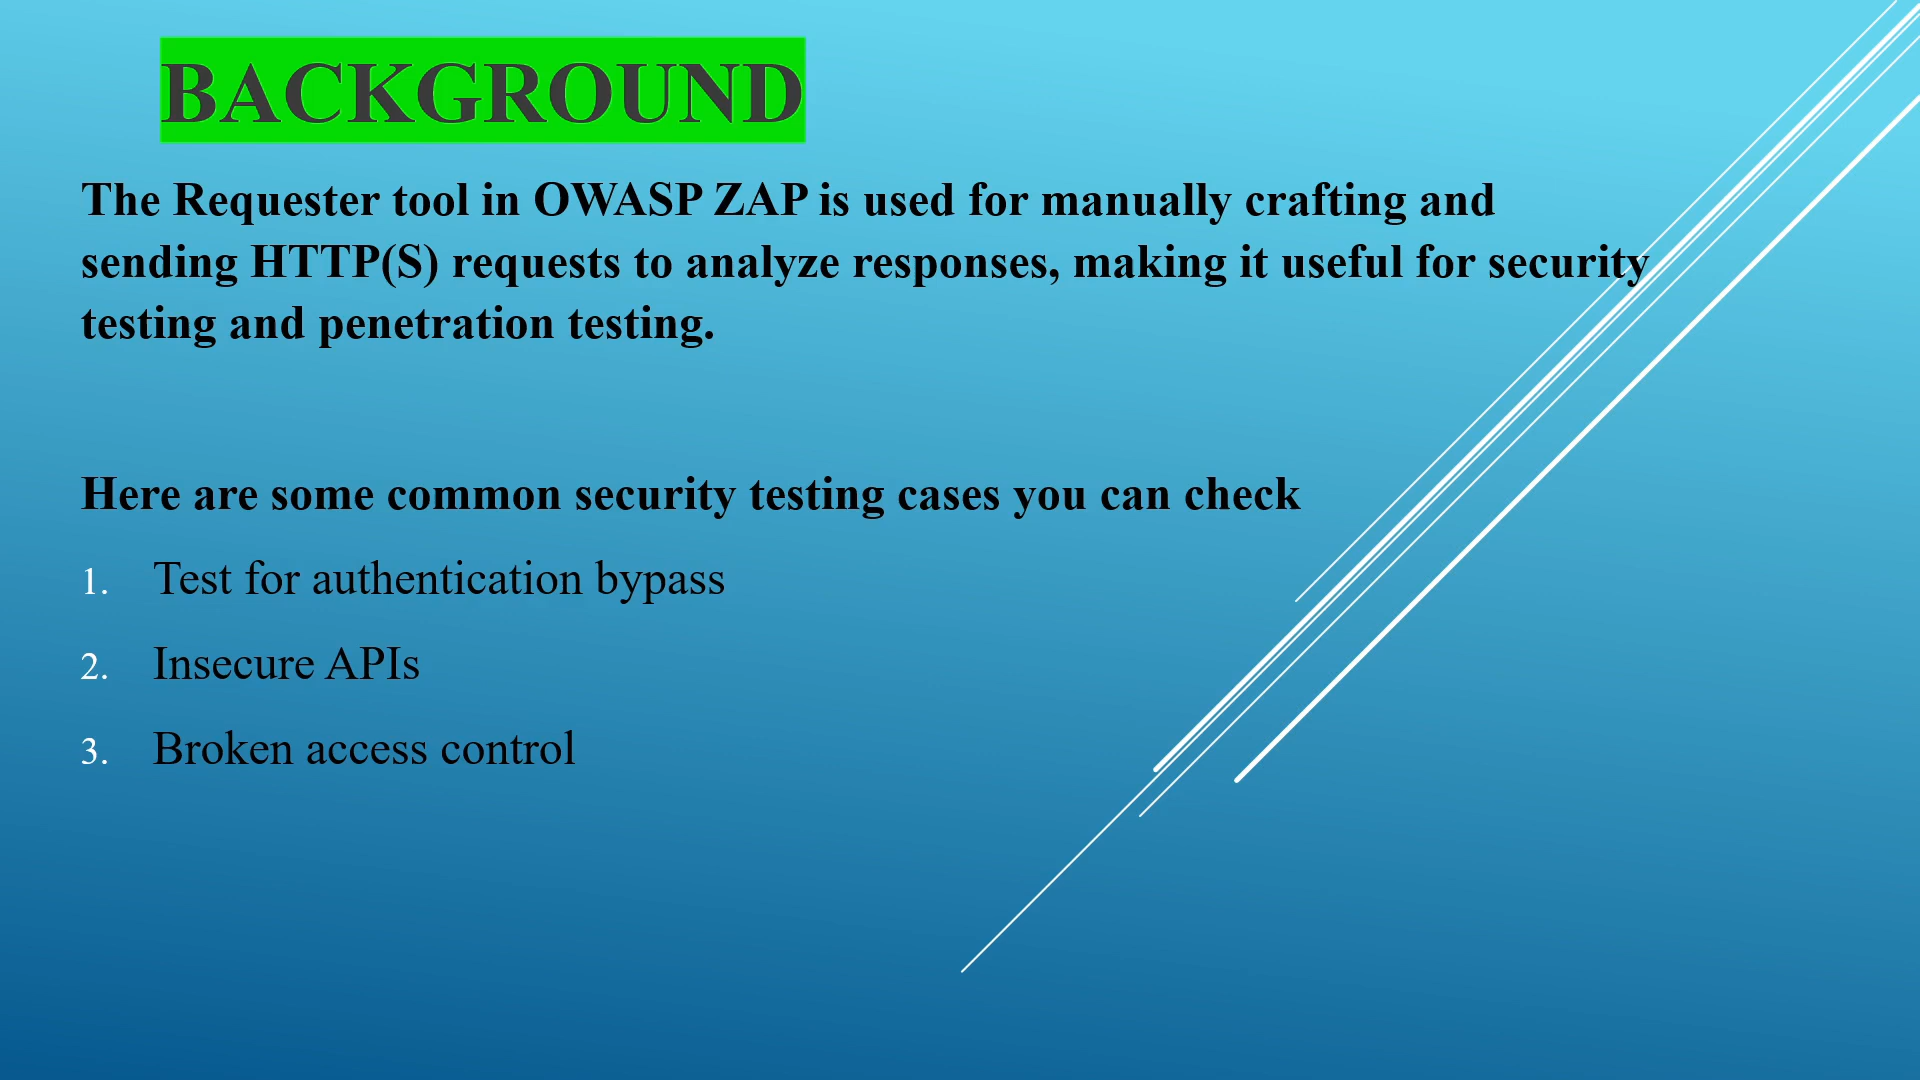 BACKGROUND
The Requester tool in OWASP ZAP is used for manually crafting and
sending HTTP(S) requests to analyze responses, making it useful for security
testing and penetration testing.
Here are some common security testing cases you can check
1. Test for authentication bypass
2. Insecure APIs
3. Broken access control